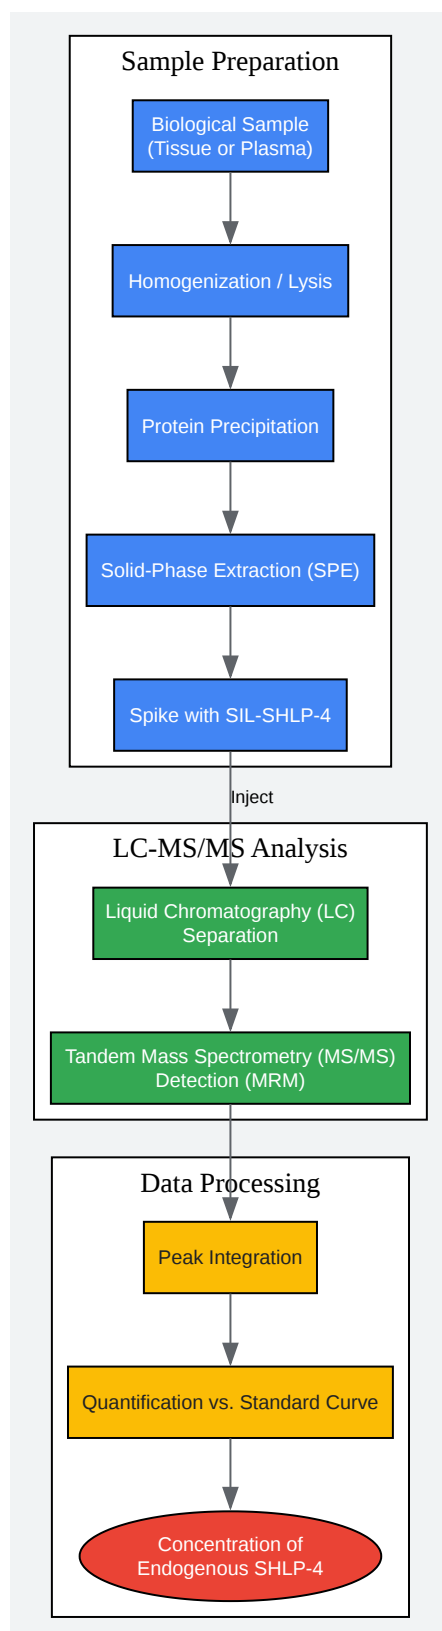 Sample Preparation
Biological Sample
(Tissue or Plasma)
Homogenization / Lysis
Protein Precipitation
Solid-Phase Extraction (SPE)
Spike with SIL-SHLP-4
Inject
LC-MS/MS Analysis
Liquid Chromatography (LC)
Separation
Tandem Mass Spectrometry (MS/MS)
Detection (MRM)
Data Processing
Peak Integration
Quantification vs. Standard Curve
Concentration of
Endogenous SHLP-4